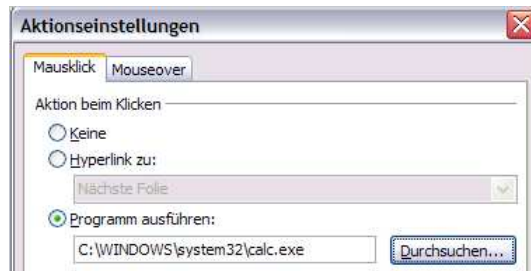 Aktionseinstellungen
Mausklick Mouseover
Aktion beim Klicken
Keine
Hyperlink zu:
Nächste Folie
Programm ausführen:
C:\WINDOWS\system32\calc.exe Durchsuchen...